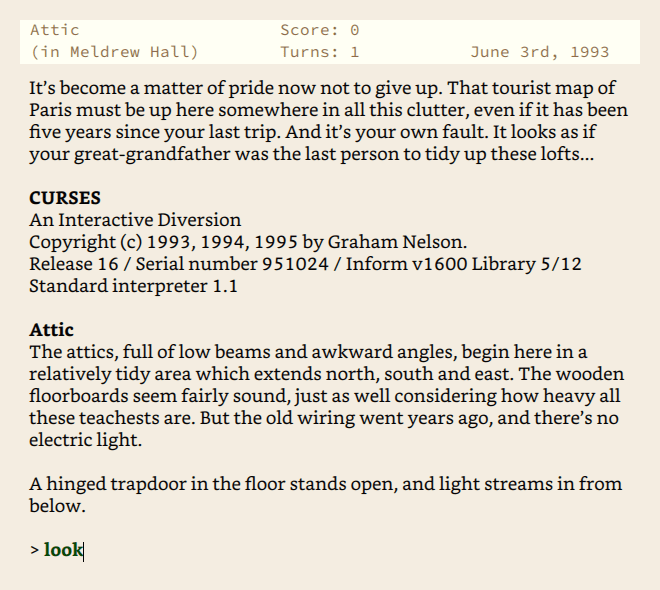 Attic Score: 0
(in Meldrew Hall) Turns: 1 June 3rd, 1993
It's become a matter of pride now not to give up. That tourist map of
Paris must be up here somewhere in all this clutter, even if it has been
five years since your last trip. And it's your own fault. It looks as if
your great-grandfather was the last person to tidy up these lofts...
CURSES
An Interactive Diversion
Copyright (c) 1993, 1994, 1995 by Graham Nelson.
Release 16 / Serial number 951024 / Inform v1600 Library 5/12
Standard interpreter 1.1
Attic
The attics, full of low beams and awkward angles, begin here in a
relatively tidy area which extends north, south and east. The wooden
floorboards seem fairly sound, just as well considering how heavy all
these teachests are. But the old wiring went years ago, and there's no
electric light.
A hinged trapdoor in the floor stands open, and light streams in from
below.
> look